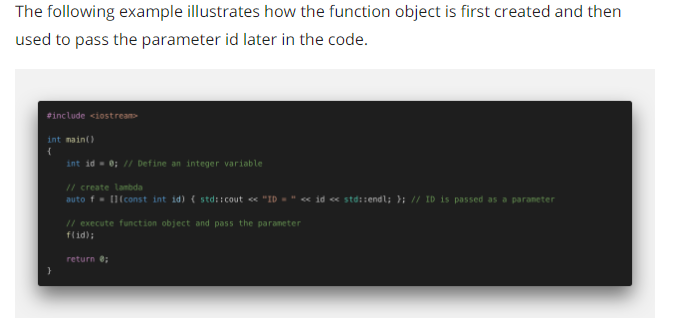 The following example illustrates how the function object is first created and then
used to pass the parameter id later in the code.
#include <iostream>
int main()
{
int id = 0; // Define an integer variable
// create lambda
auto f = [](const int id) { std::cout << "ID = " << id << std::endl; }; // ID is passed as a parameter
// execute function object and pass the parameter
f(id);
return 0;
}